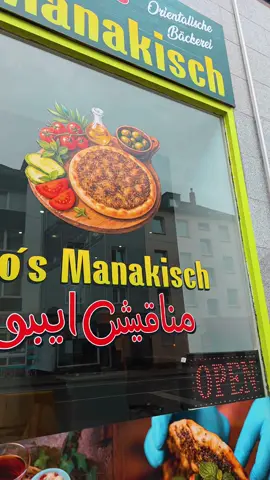 Orientalische
Bäckerei
Manakisch
o´s Manakisch
مناقيش ايبو
OPEN